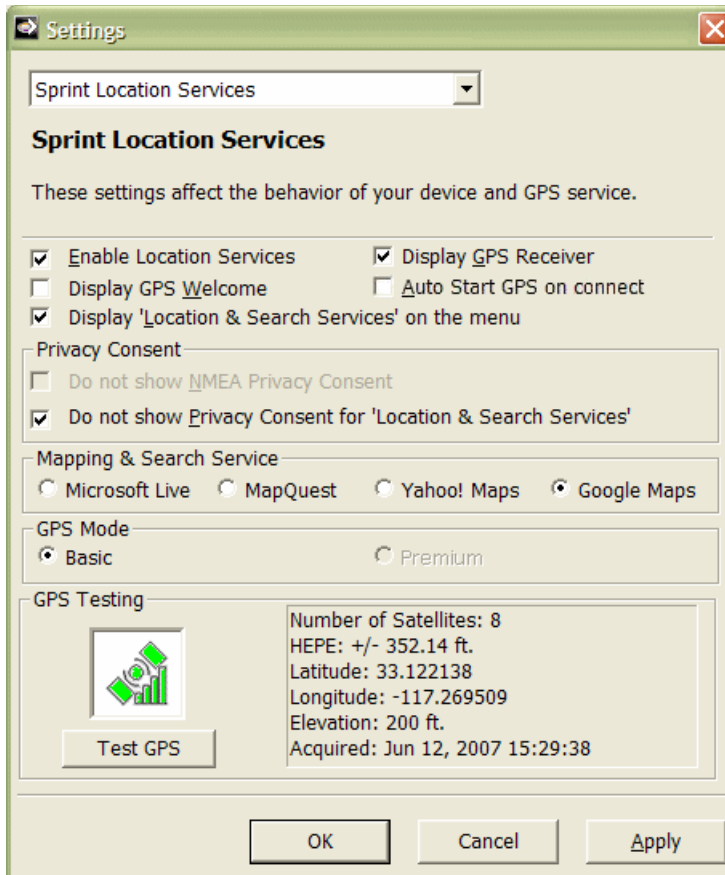 Settings
Sprint Location Services
Sprint Location Services
These settings affect the behavior of your device and GPS service.
Enable Location Services
Display GPS Receiver
Display GPS Welcome
Auto Start GPS on connect
Display 'Location & Search Services' on the menu
Privacy Consent
Do not show NMEA Privacy Consent
Do not show Privacy Consent for 'Location & Search Services'
Mapping & Search Service
Microsoft Live
MapQuest
Yahoo! Maps
Google Maps
GPS Mode
Basic
Premium
GPS Testing
Number of Satellites: 8
HEPE: +/- 352.14 ft.
Latitude: 33.122138
Longitude: -117.269509
Elevation: 200 ft.
Acquired: Jun 12, 2007 15:29:38
Test GPS
OK
Cancel
Apply